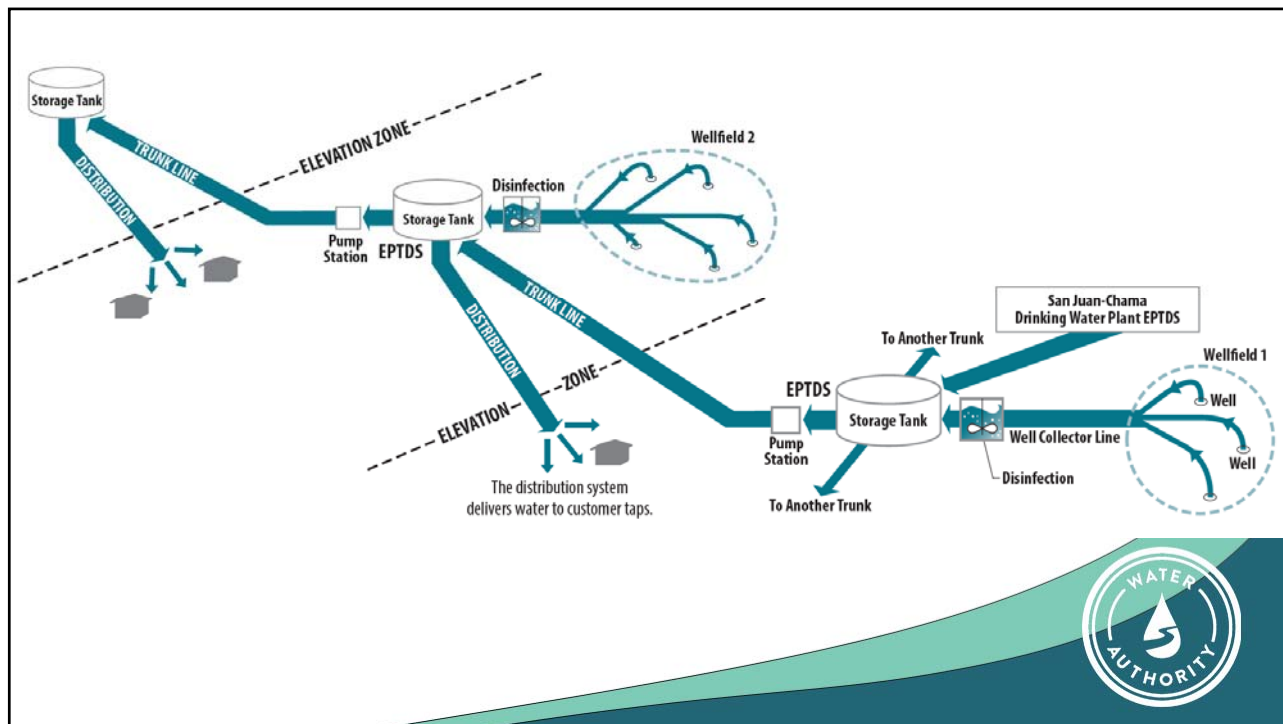 Storage Tank
TRUNK LINE
DISTRIBUTION
ELEVATION ZONE
Wellfield 2
Disinfection
Storage Tank
EPTDS
Pump
Station
TRUNK LINE
DISTRIBUTION
ELEVATION ZONE
The distribution system
delivers water to customer taps.
San Juan-Chama
Drinking Water Plant EPTDS
To Another Trunk
Wellfield 1
EPTDS
Storage Tank
Pump
Station
Well
Well
Well Collector Line
Disinfection
To Another Trunk
WATER
AUTHORITY